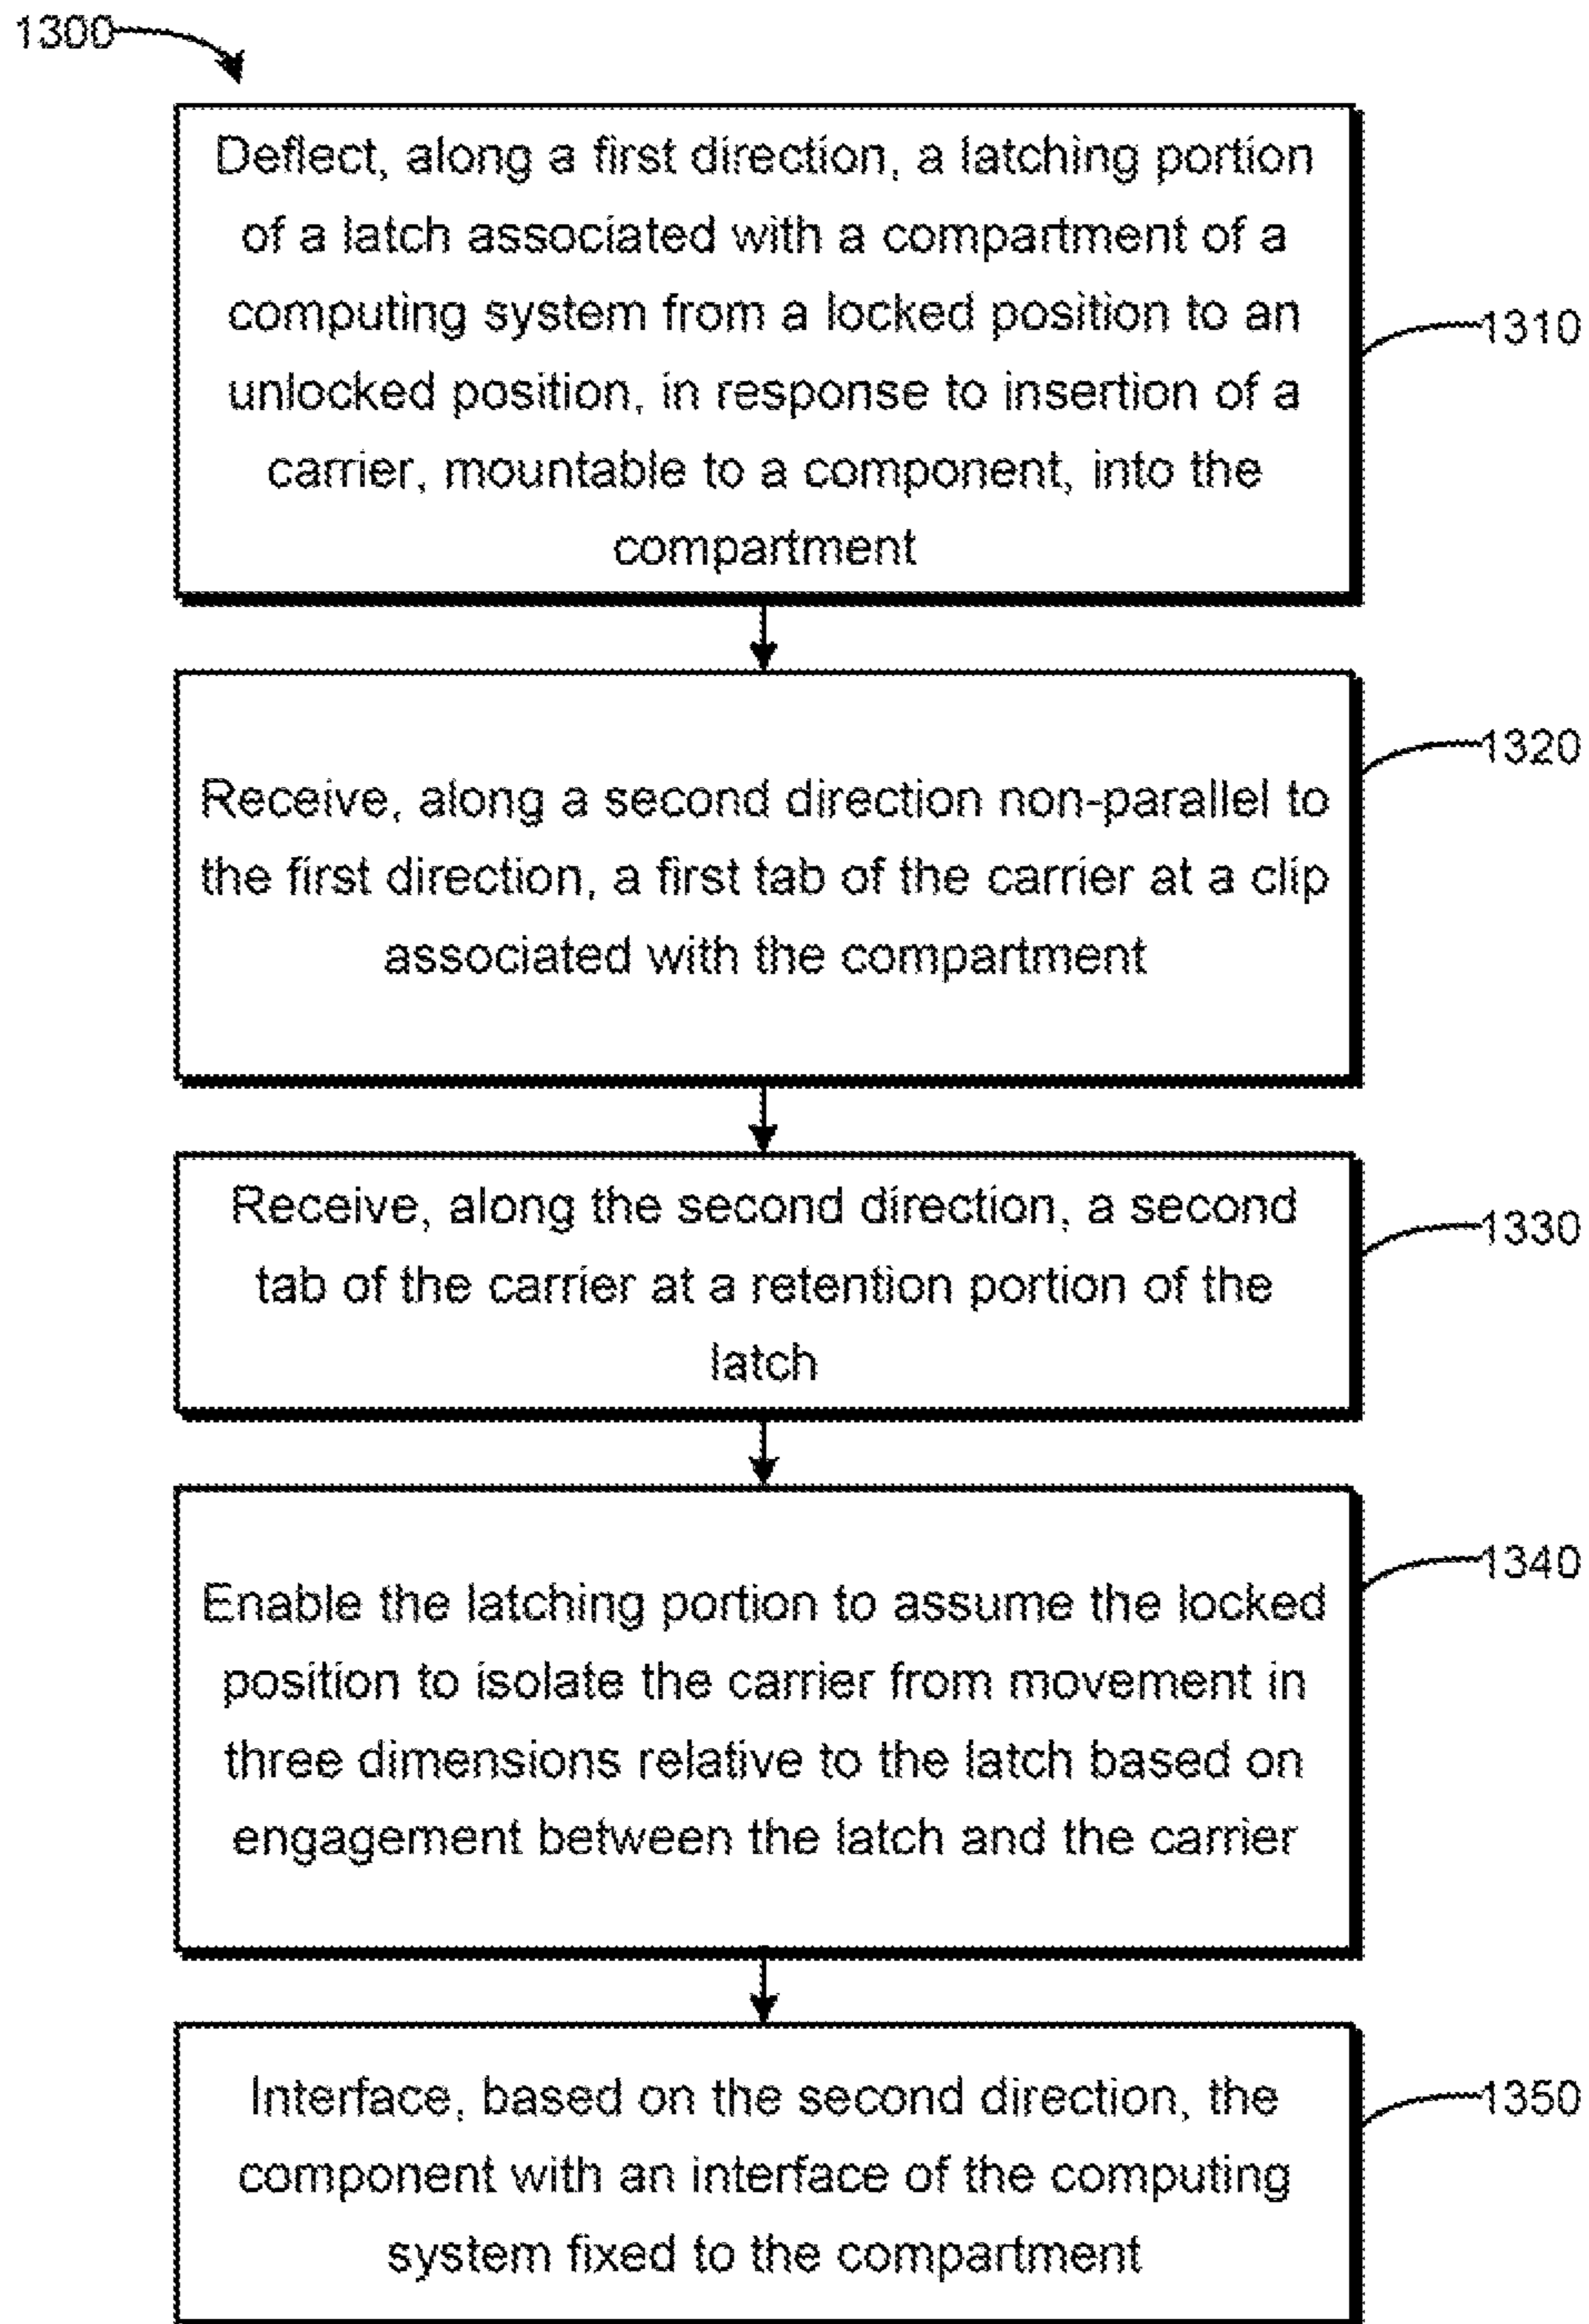 1300
Deflect, along a first direction, a latching portion
of a latch associated with a compartment of a
computing system from a locked position to an
unlocked position, in response to insertion of a
carrier, mountable to a component, into the
compartment
1310
Receive, along a second direction non-parallel to
the first direction, a first tab of the carrier at a clip
associated with the compartment
1320
Receive, along the second direction, a second
tab of the carrier at a retention portion of the
latch
1330
Enable the latching portion to assume the locked
position to isolate the carrier from movement in
three dimensions relative to the latch based on
engagement between the latch and the carrier
1340
Interface, based on the second direction, the
component with an interface of the computing
system fixed to the compartment
1350